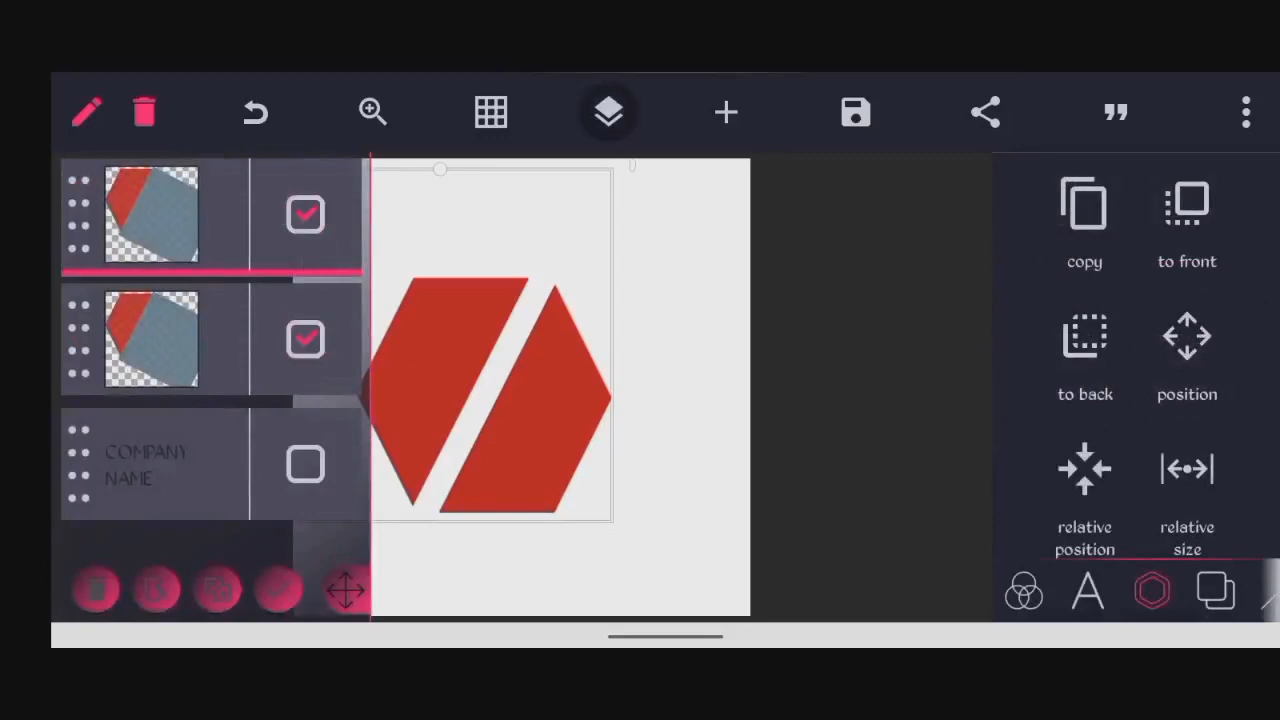 COMPANY
NAME
copy
to front
to back
position
relative
position
relative
size